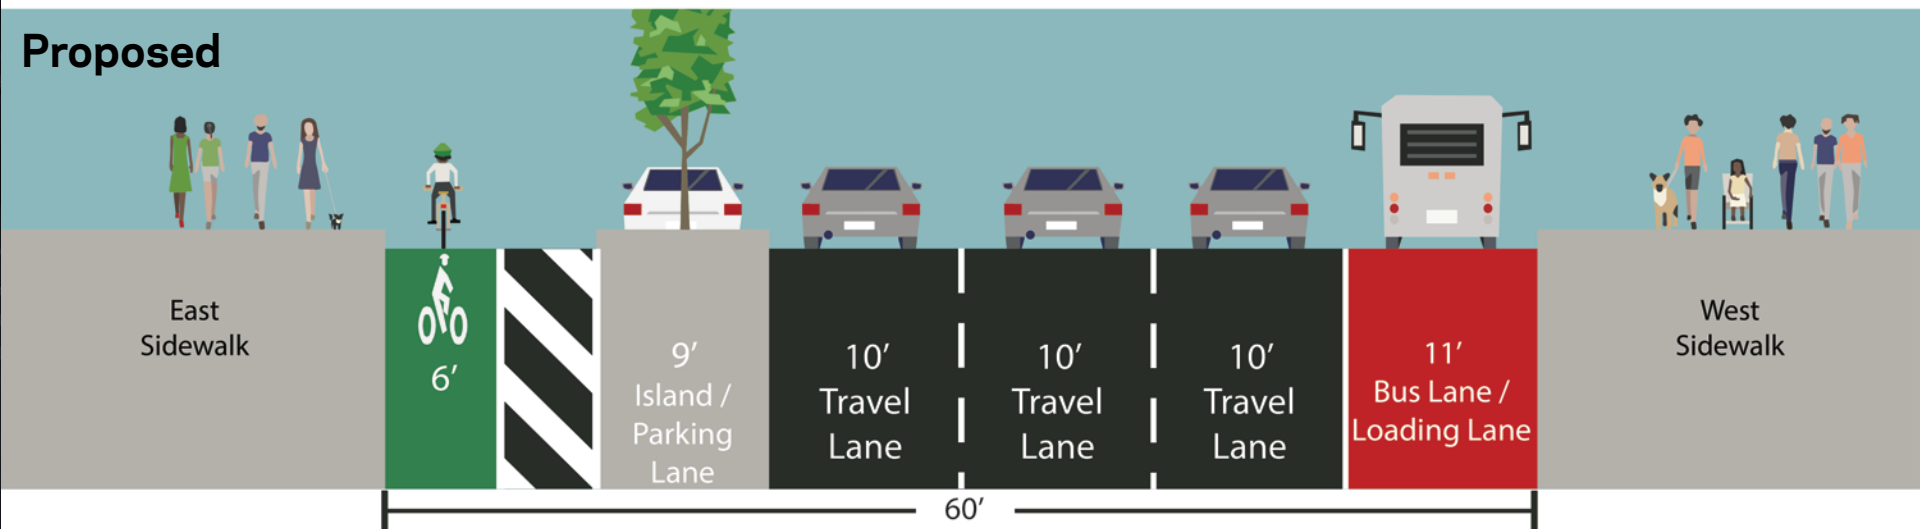 Proposed
East
Sidewalk
6’
9’
Island /
Parking
Lane
10’
Travel
Lane
10’
Travel
Lane
10’
Travel
Lane
11’
Bus Lane /
Loading Lane
West
Sidewalk
60’